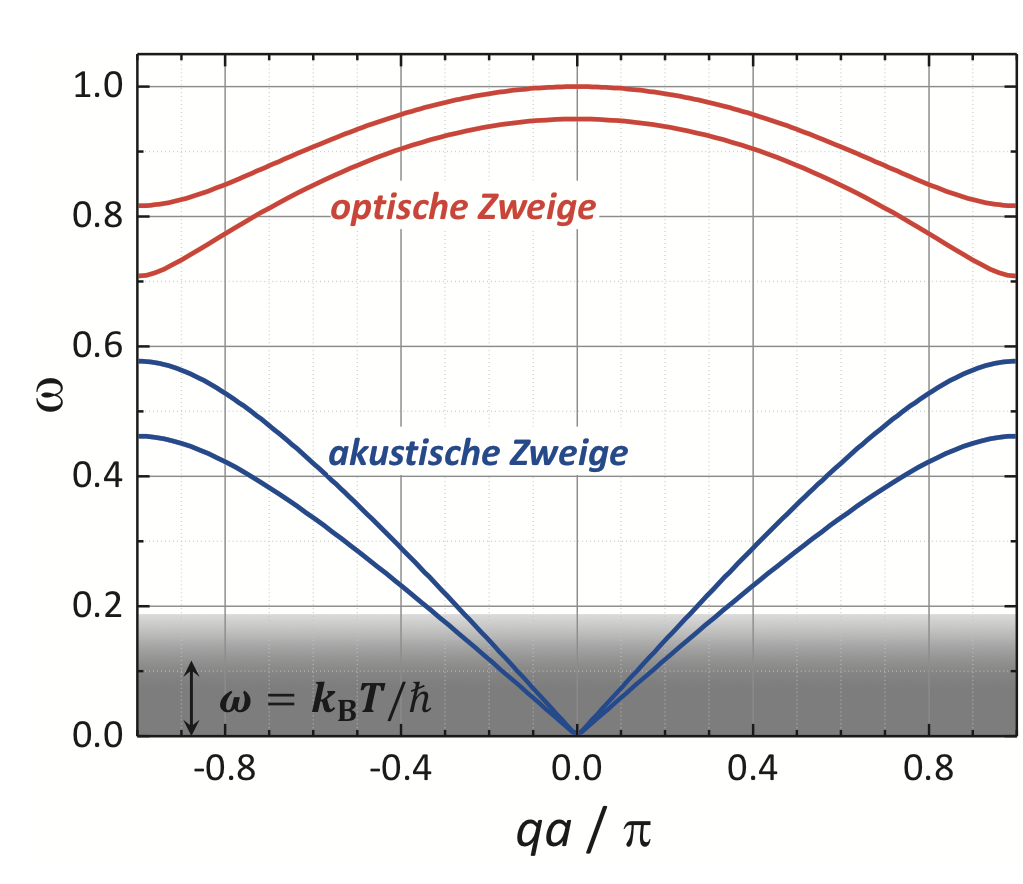 1.0
0.8
0.6
0.4
0.2
0.0
ω
optische Zweige
akustische Zweige
ω = k_BT/ħ
-0.8 -0.4 0.0 0.4 0.8
qa / π